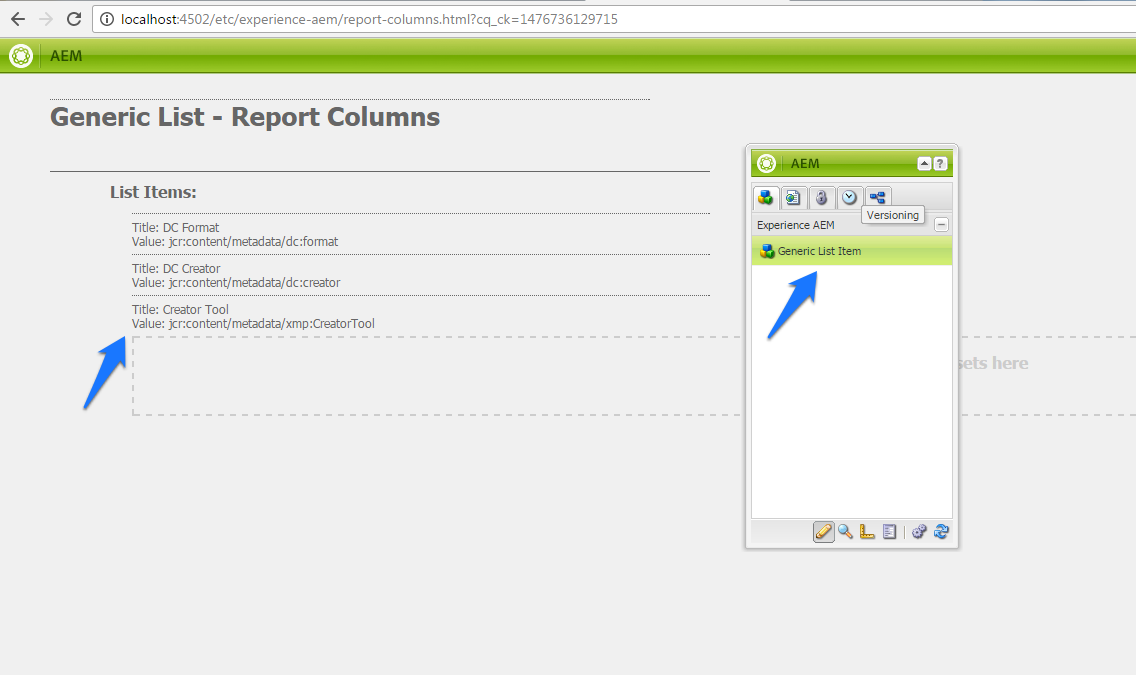 localhost:4502/etc/experience-aem/report-columns.html?cq_ck=1476736129715
AEM
Generic List - Report Columns
List Items:
Title: DC Format
Value: jcr:content/metadata/dc:format
Title: DC Creator
Value: jcr:content/metadata/dc:creator
Title: Creator Tool
Value: jcr:content/metadata/xmp:CreatorTool
AEM
?
Versioning
Experience AEM
Generic List Item
sets here